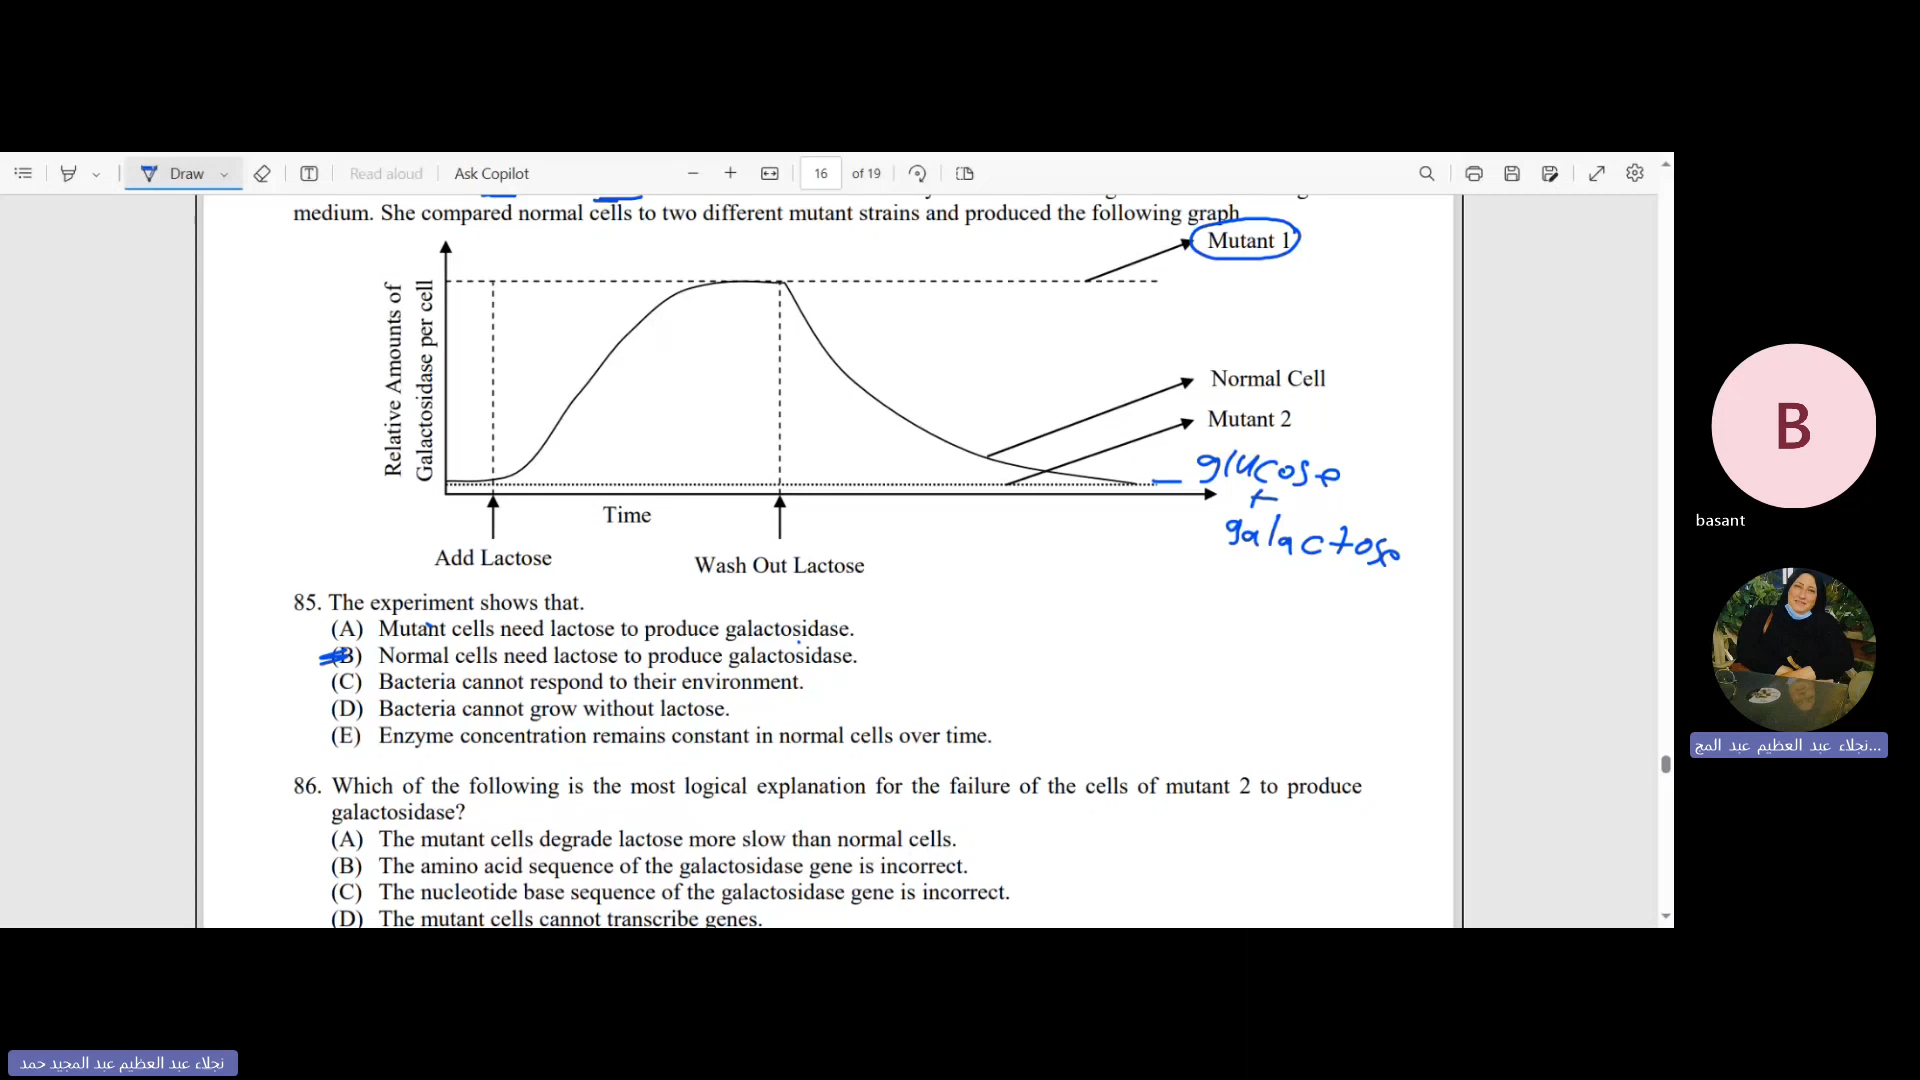 Draw
Read aloud
Ask Copilot
16
of 19
medium. She compared normal cells to two different mutant strains and produced the following graph
Mutant 1
Relative Amounts of
Galactosidase per cell
Normal Cell
Mutant 2
glucose
+
galactose
Time
Add Lactose
Wash Out Lactose
85. The experiment shows that.
(A) Mutant cells need lactose to produce galactosidase.
(B) Normal cells need lactose to produce galactosidase.
(C) Bacteria cannot respond to their environment.
(D) Bacteria cannot grow without lactose.
(E) Enzyme concentration remains constant in normal cells over time.
86. Which of the following is the most logical explanation for the failure of the cells of mutant 2 to produce
galactosidase?
(A) The mutant cells degrade lactose more slow than normal cells.
(B) The amino acid sequence of the galactosidase gene is incorrect.
(C) The nucleotide base sequence of the galactosidase gene is incorrect.
(D) The mutant cells cannot transcribe genes.
B
basant
نجلاء عبد العظيم عبد المج...
نجلاء عبد العظيم عبد المجيد حمد